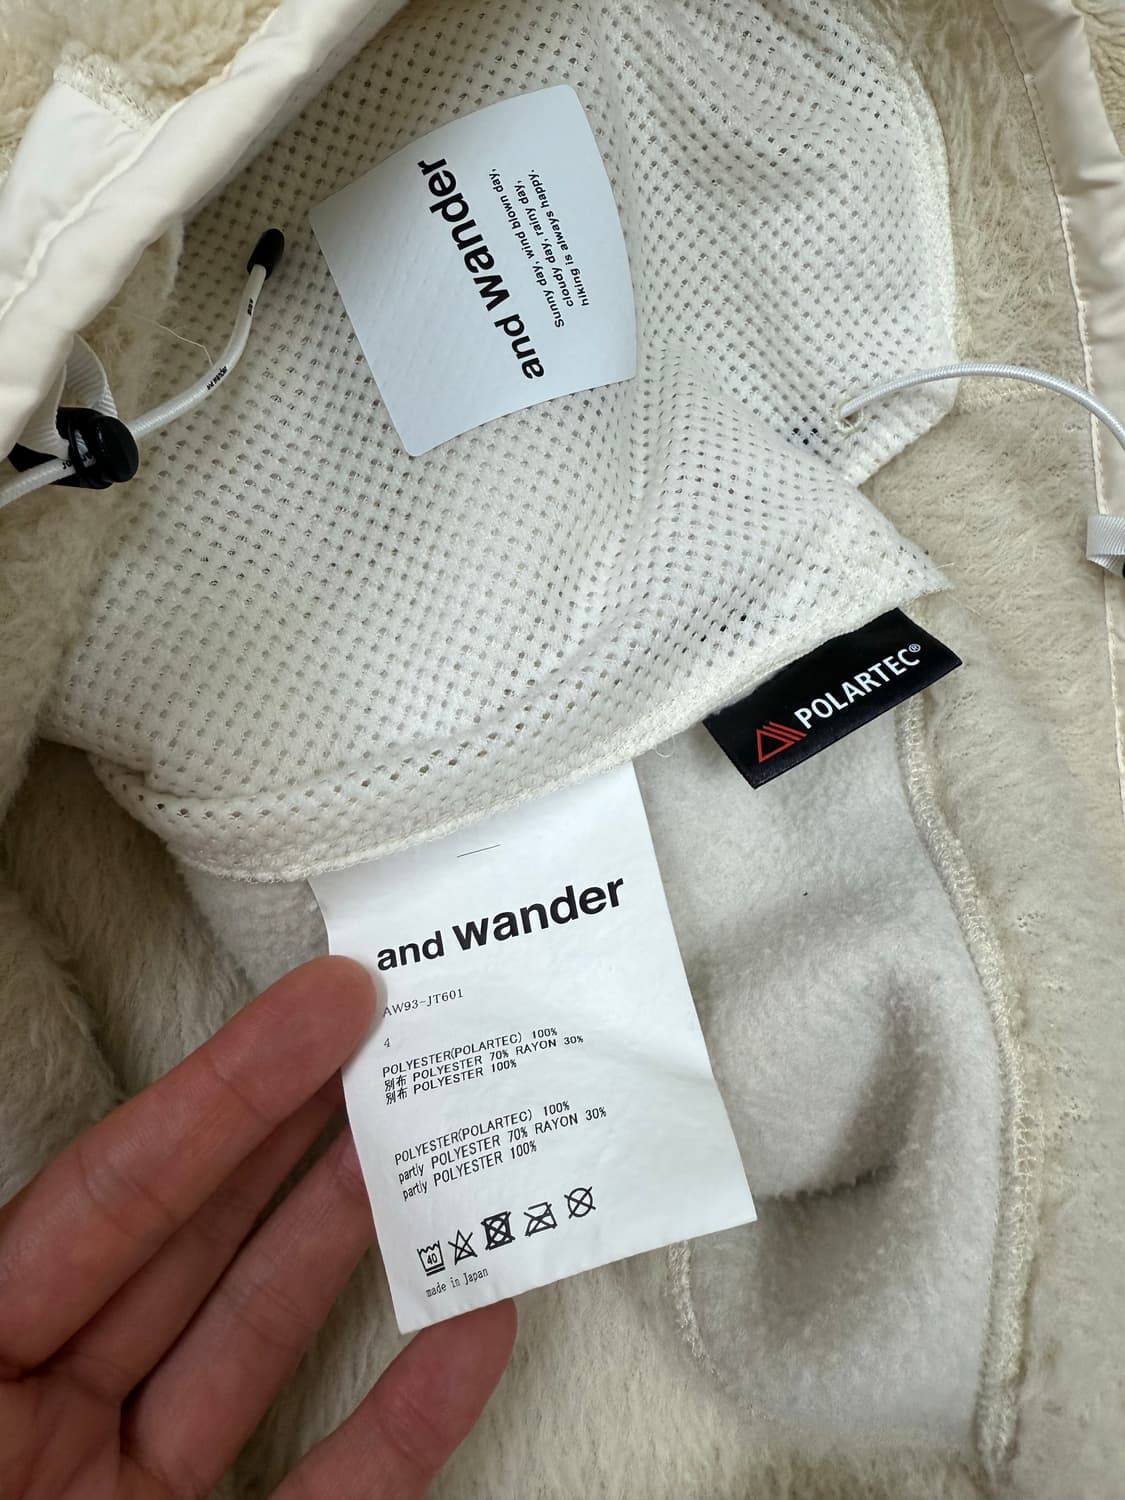 and wander
Sunny day, wind blown day,
cloudy day, rainy day,
hiking is always happy.
POLARTEC®
and wander
AW93-JT601
4
POLYESTER(POLARTEC) 100%
別布 POLYESTER 70% RAYON 30%
別布 POLYESTER 100%
POLYESTER(POLARTEC) 100%
partly POLYESTER 70% RAYON 30%
partly POLYESTER 100%
40
made in Japan